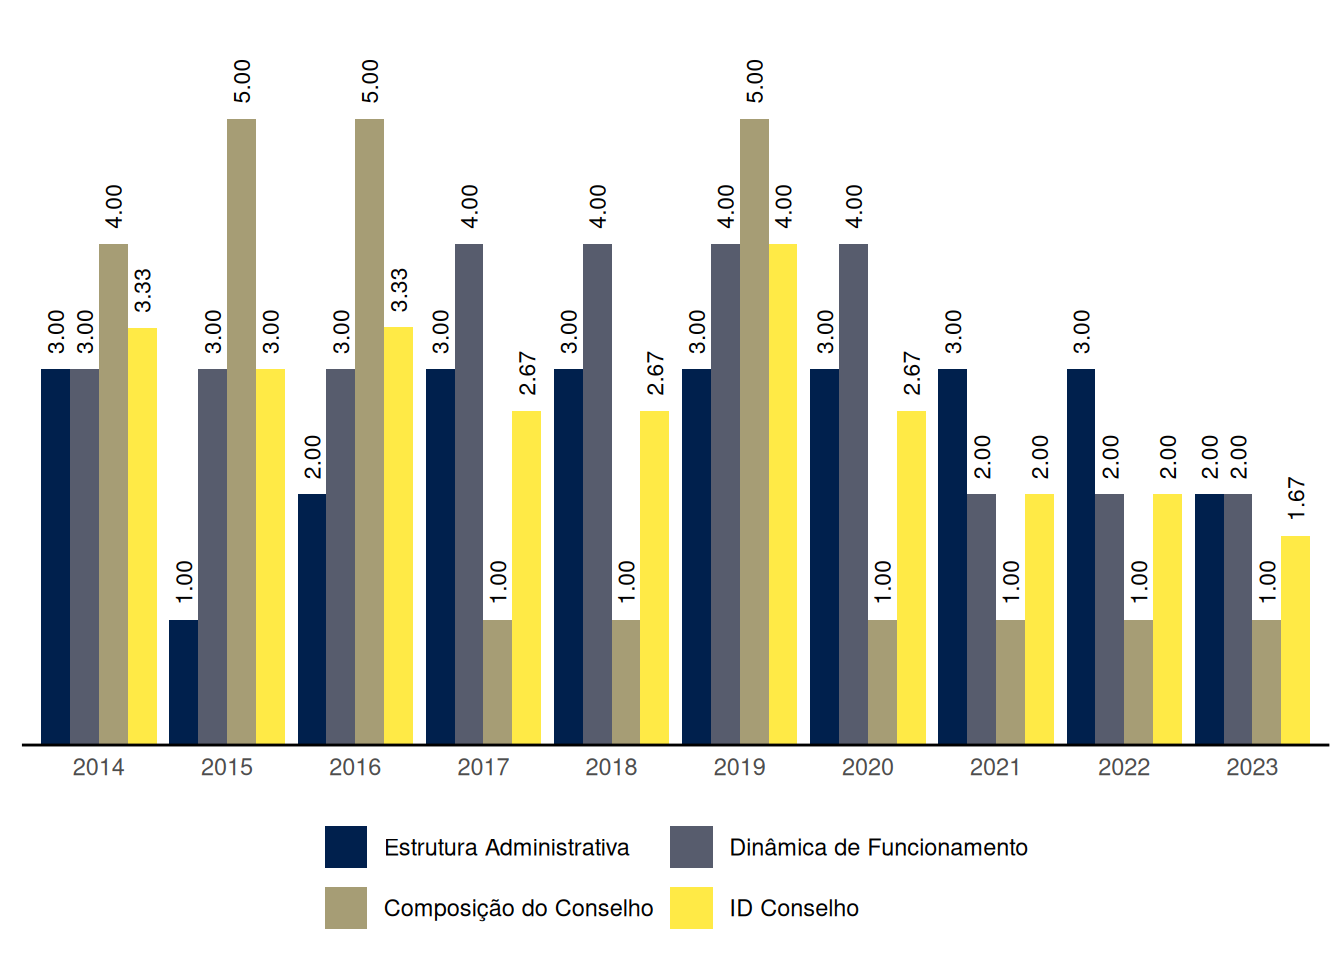 5.00 5.00 5.00
4.00 4.00 4.00 4.00 4.00 4.00
3.33 3.33
3.00 3.00 3.00 3.00 3.00 3.00 3.00 3.00 3.00 3.00 3.00
2.67 2.67 2.67
2.00 2.00 2.00 2.00 2.00 2.00 2.00
1.67
1.00 1.00 1.00 1.00 1.00 1.00 1.00
2014 2015 2016 2017 2018 2019 2020 2021 2022 2023
Estrutura Administrativa Dinâmica de Funcionamento
Composição do Conselho ID Conselho